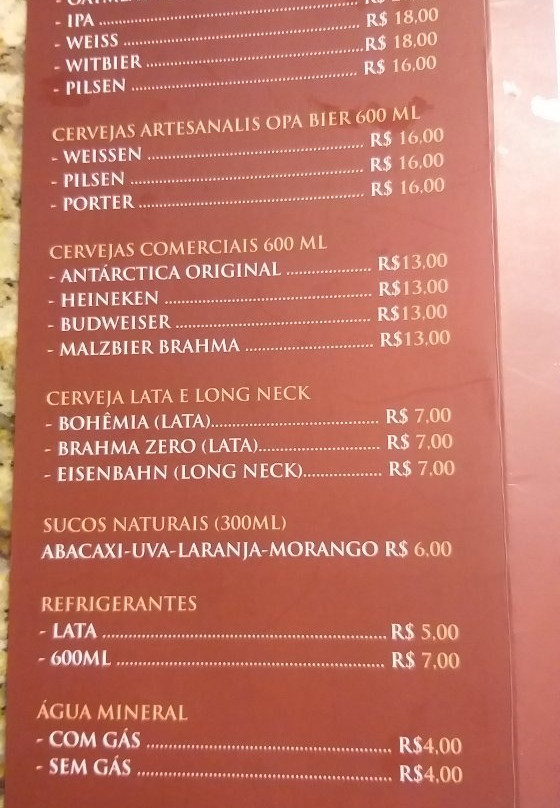 - IPA
- WEISS R$ 18,00
- WITBIER R$ 18,00
- PILSEN R$ 16,00
CERVEJAS ARTESANALIS OPA BIER 600 ML
- WEISSEN R$ 16,00
- PILSEN R$ 16,00
- PORTER R$ 16,00
CERVEJAS COMERCIAIS 600 ML
- ANTÁRCTICA ORIGINAL R$13,00
- HEINEKEN R$13,00
- BUDWEISER R$13,00
- MALZBIER BRAHMA R$13,00
CERVEJA LATA E LONG NECK
- BOHÊMIA (LATA) R$ 7,00
- BRAHMA ZERO (LATA) R$ 7,00
- EISENBAHN (LONG NECK) R$ 7,00
SUCOS NATURAIS (300ML)
ABACAXI-UVA-LARANJA-MORANGO R$ 6,00
REFRIGERANTES
- LATA R$ 5,00
- 600ML R$ 7,00
ÁGUA MINERAL
- COM GÁS R$4,00
- SEM GÁS R$4,00